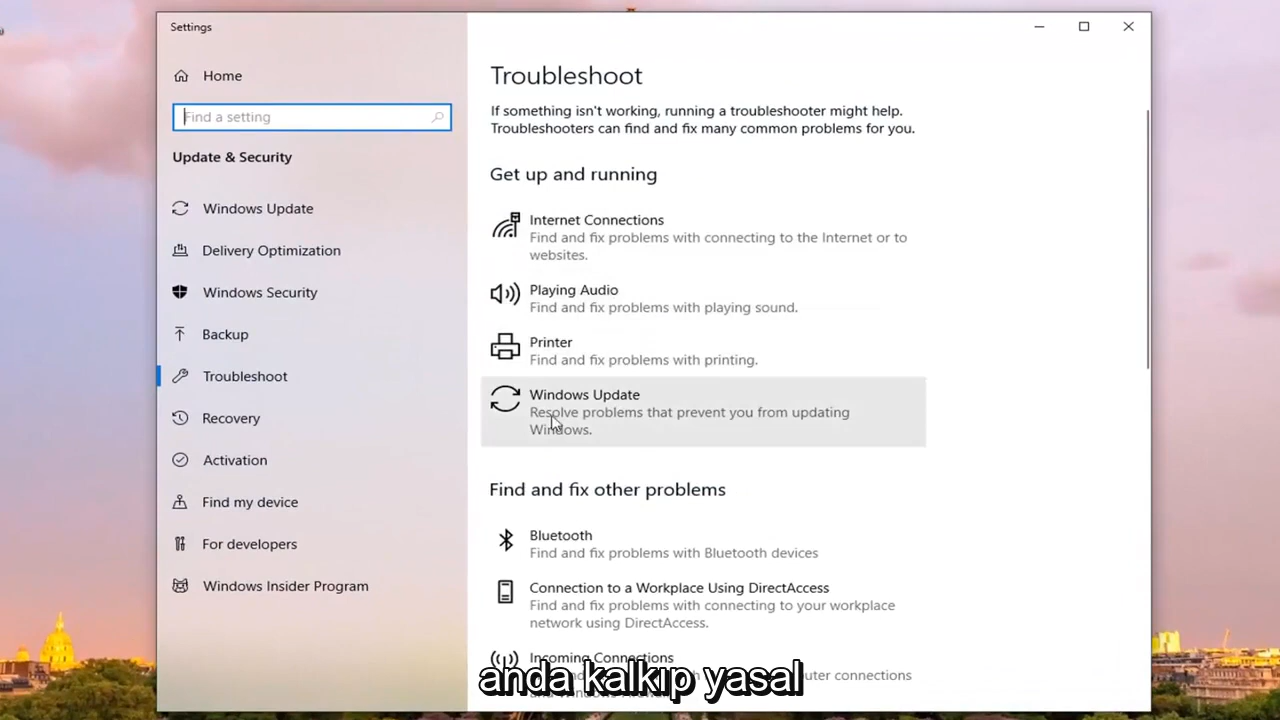 Settings
Home
Find a setting
Update & Security
Windows Update
Delivery Optimization
Windows Security
Backup
Troubleshoot
Recovery
Activation
Find my device
For developers
Windows Insider Program
Troubleshoot
If something isn't working, running a troubleshooter might help.
Troubleshooters can find and fix many common problems for you.
Get up and running
Internet Connections
Find and fix problems with connecting to the Internet or to
websites.
Playing Audio
Find and fix problems with playing sound.
Printer
Find and fix problems with printing.
Windows Update
Resolve problems that prevent you from updating
Windows.
Find and fix other problems
Bluetooth
Find and fix problems with Bluetooth devices
Connection to a Workplace Using DirectAccess
Find and fix problems with connecting to your workplace
network using DirectAccess.
Incoming Connections
connections
anda kalkıp yasal